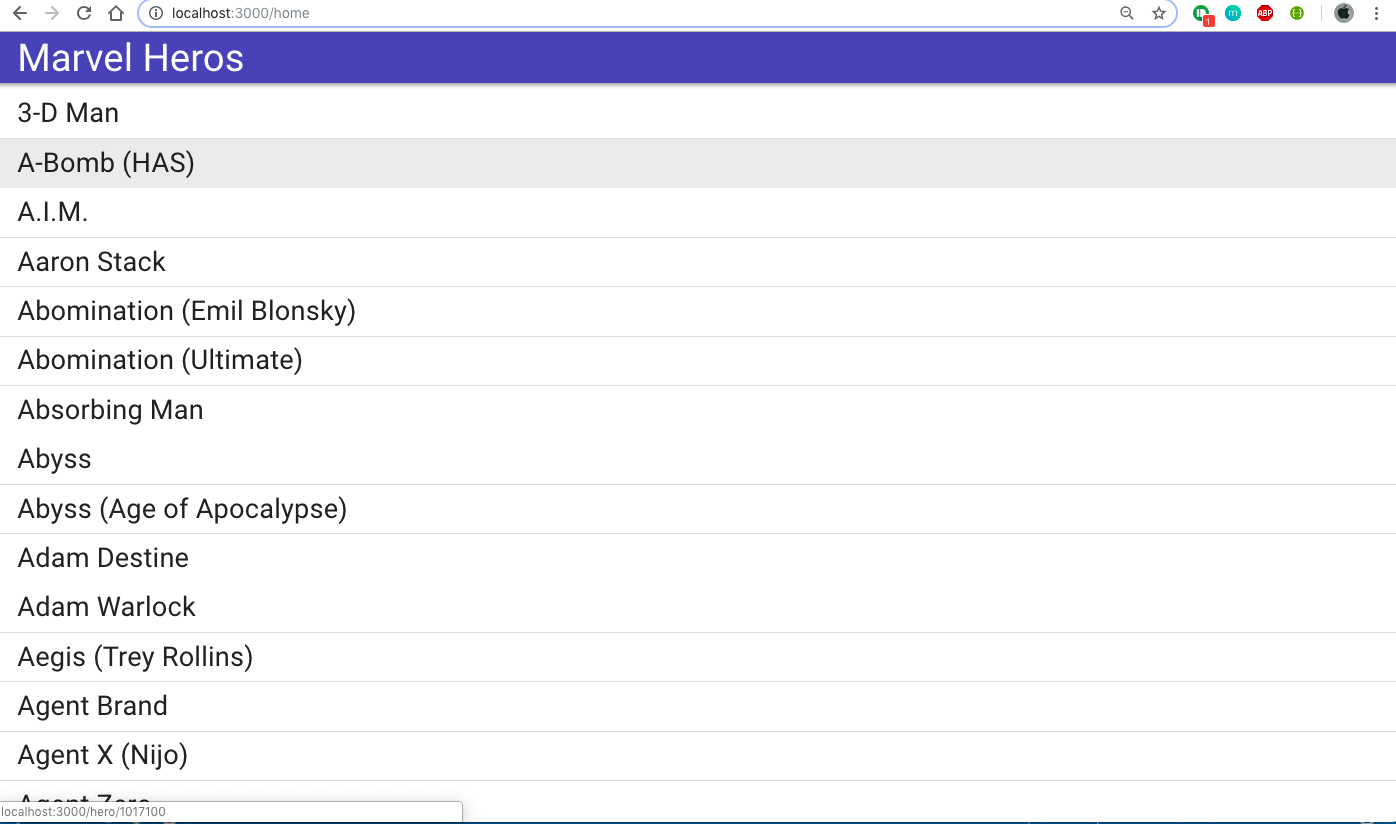 localhost:3000/home
1
m
ABP
Marvel Heros
3-D Man
A-Bomb (HAS)
A.I.M.
Aaron Stack
Abomination (Emil Blonsky)
Abomination (Ultimate)
Absorbing Man
Abyss
Abyss (Age of Apocalypse)
Adam Destine
Adam Warlock
Aegis (Trey Rollins)
Agent Brand
Agent X (Nijo)
Agent Zero
localhost:3000/hero/1017100